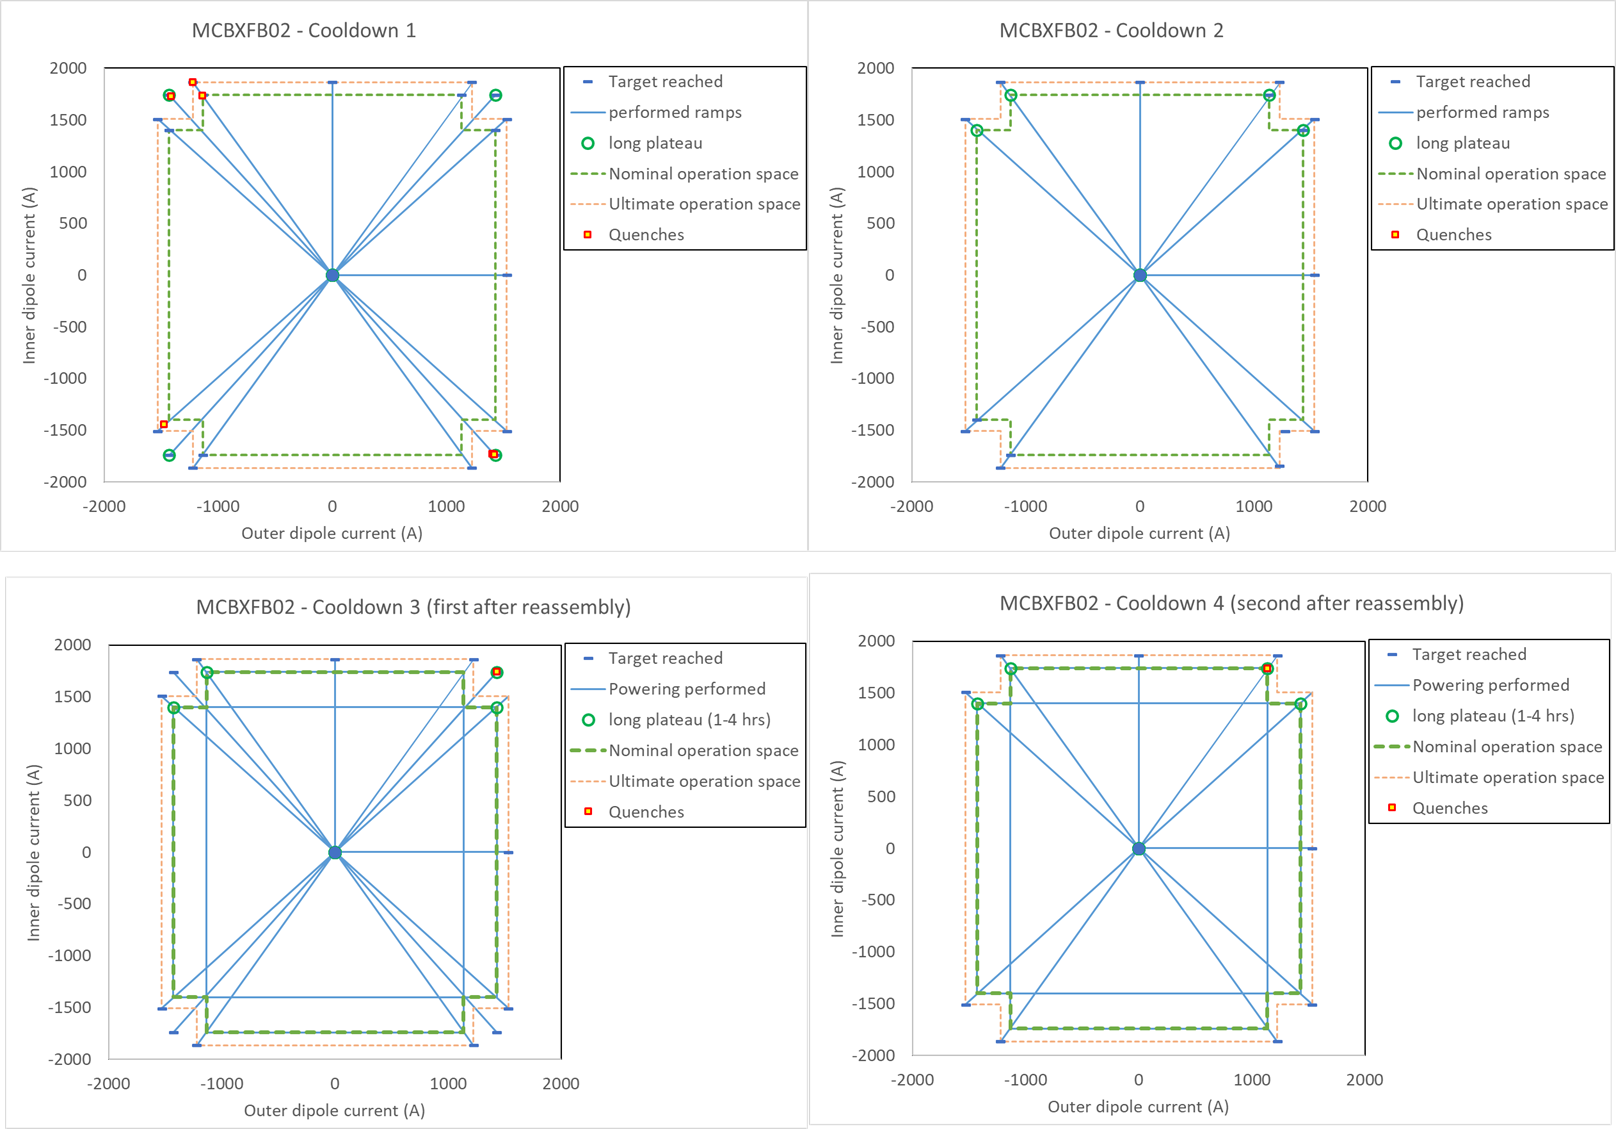 MCBXFB02 - Cooldown 1
2000
1500
1000
500
0
-500
-1000
-1500
-2000
-2000
-1000
0
1000
2000
Inner dipole current (A)
Outer dipole current (A)
Target reached
performed ramps
long plateau
Nominal operation space
Ultimate operation space
Quenches
MCBXFB02 - Cooldown 2
2000
1500
1000
500
0
-500
-1000
-1500
-2000
-2000
-1000
0
1000
2000
Inner dipole current (A)
Outer dipole current (A)
Target reached
performed ramps
long plateau
Nominal operation space
Ultimate operation space
Quenches
MCBXFB02 - Cooldown 3 (first after reassembly)
2000
1500
1000
500
0
-500
-1000
-1500
-2000
-2000
-1000
0
1000
2000
Inner dipole current (A)
Outer dipole current (A)
Target reached
Powering performed
long plateau (1-4 hrs)
Nominal operation space
Ultimate operation space
Quenches
MCBXFB02 - Cooldown 4 (second after reassembly)
2000
1500
1000
500
0
-500
-1000
-1500
-2000
-2000
-1000
0
1000
2000
Inner dipole current (A)
Outer dipole current (A)
Target reached
Powering performed
long plateau (1-4 hrs)
Nominal operation space
Ultimate operation space
Quenches